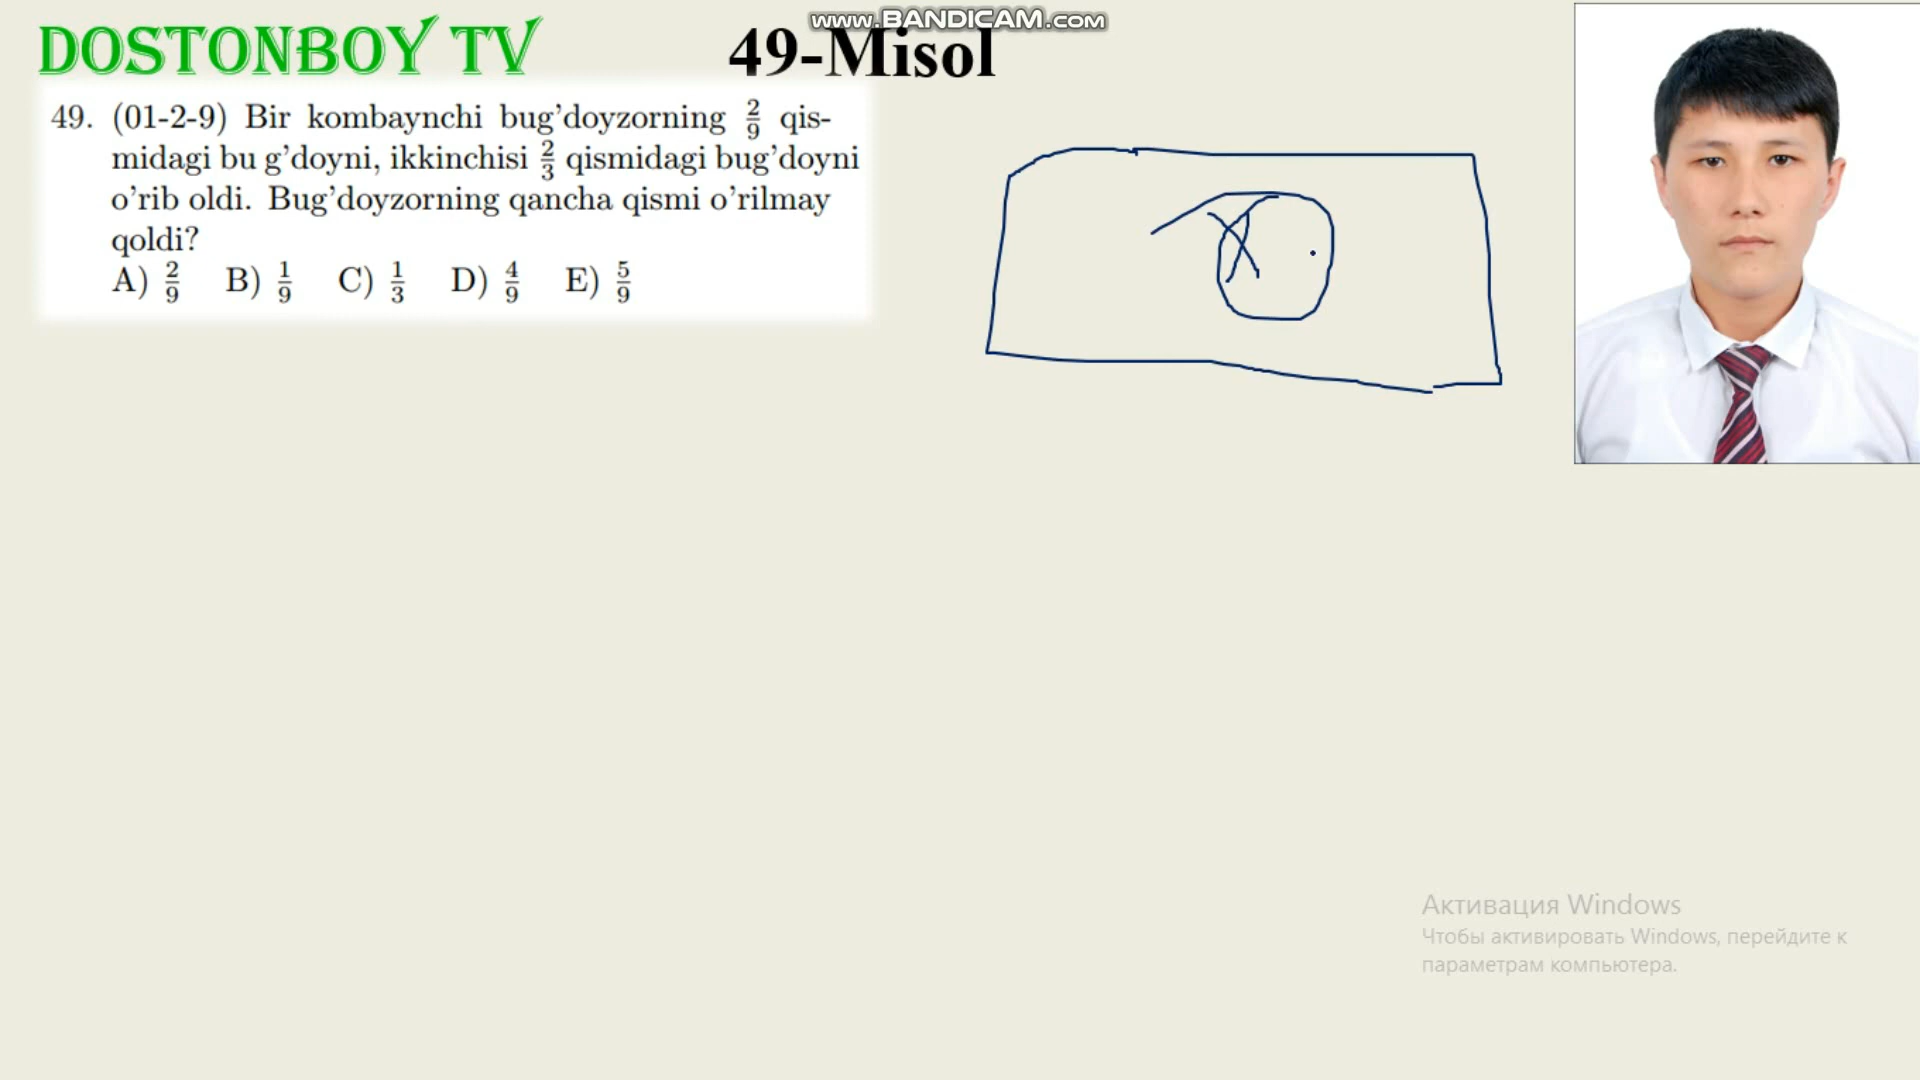 www.BANDICAM.com
DOSTONBOY TV
49-Misol
49. (01-2-9) Bir kombaynchi bug'doyzorning 2/9 qis-
midagi bu g'doyni, ikkinchisi 2/3 qismidagi bug'doyni
o'rib oldi. Bug'doyzorning qancha qismi o'rilmay
qoldi?
A) 2/9 B) 1/9 C) 1/3 D) 4/9 E) 5/9
x
Активация Windows
Чтобы активировать Windows, перейдите к
параметрам компьютера.